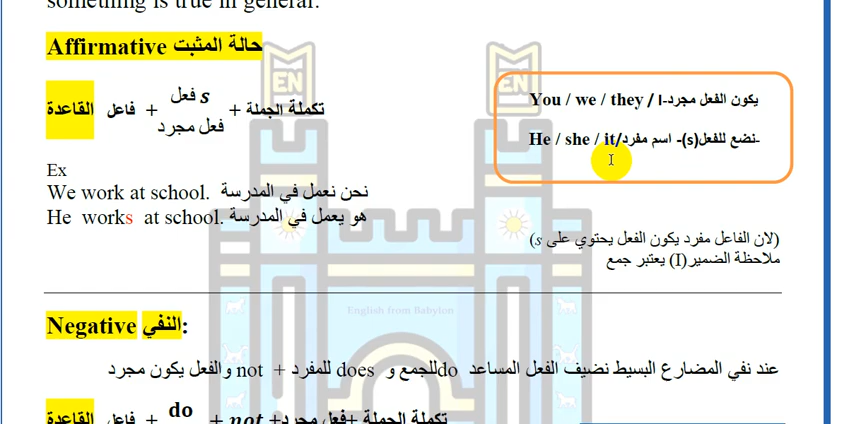 something is true in general.
Affirmative حالة المثبت
EN EN
القاعدة فاعل + فعل s / فعل مجرد + تكملة الجملة
You / we / they / I-يكون الفعل مجرد
He / she / it/نضع للفعل(s)- اسم مفرد-
Ex
We work at school. نحن نعمل في المدرسة
He works at school. هو يعمل في المدرسة
(لان الفاعل مفرد يكون الفعل يحتوي على s)
ملاحظة الضمير(I) يعتبر جمع
English from Babylon
Negative النفي:
عند نفي المضارع البسيط نضيف الفعل المساعد doللجمع و does للمفرد + not والفعل يكون مجرد
القاعدة فاعل + do + not +فعل مجرد+ تكملة الجملة